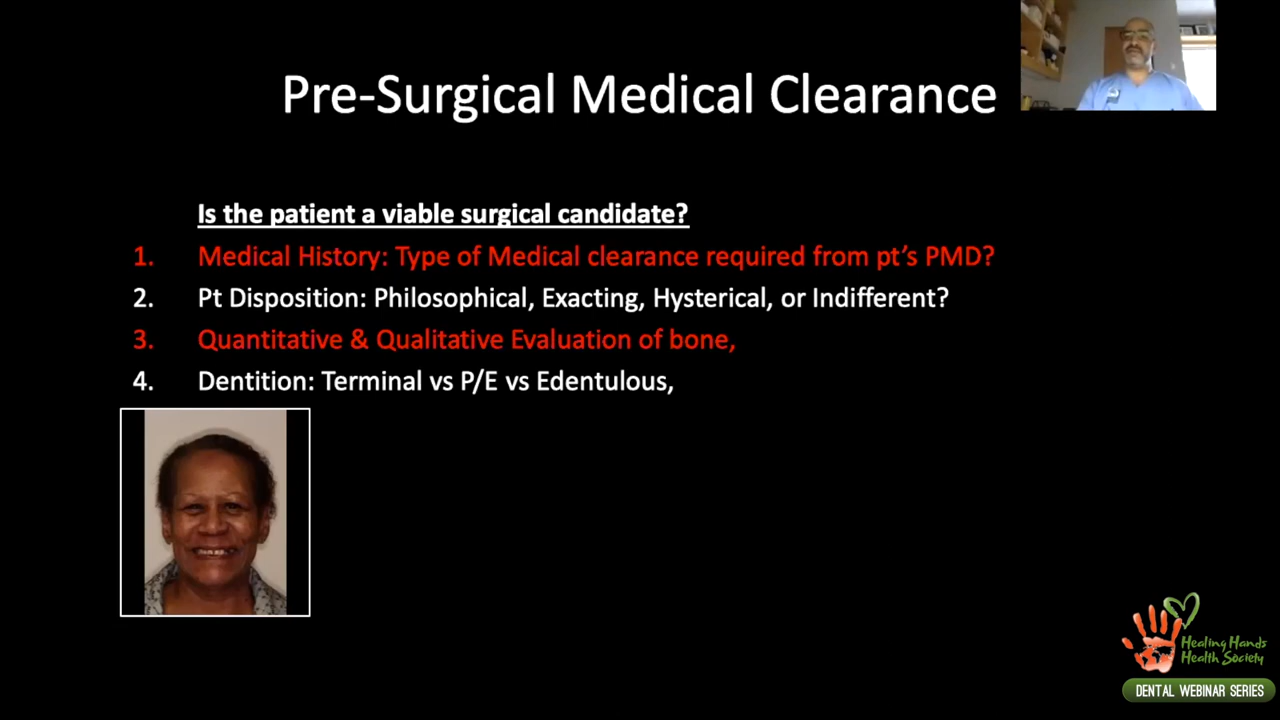 Pre-Surgical Medical Clearance
Is the patient a viable surgical candidate?
1. Medical History: Type of Medical clearance required from pt's PMD?
2. Pt Disposition: Philosophical, Exacting, Hysterical, or Indifferent?
3. Quantitative & Qualitative Evaluation of bone,
4. Dentition: Terminal vs P/E vs Edentulous,
Healing Hands
Health Society
DENTAL WEBINAR SERIES